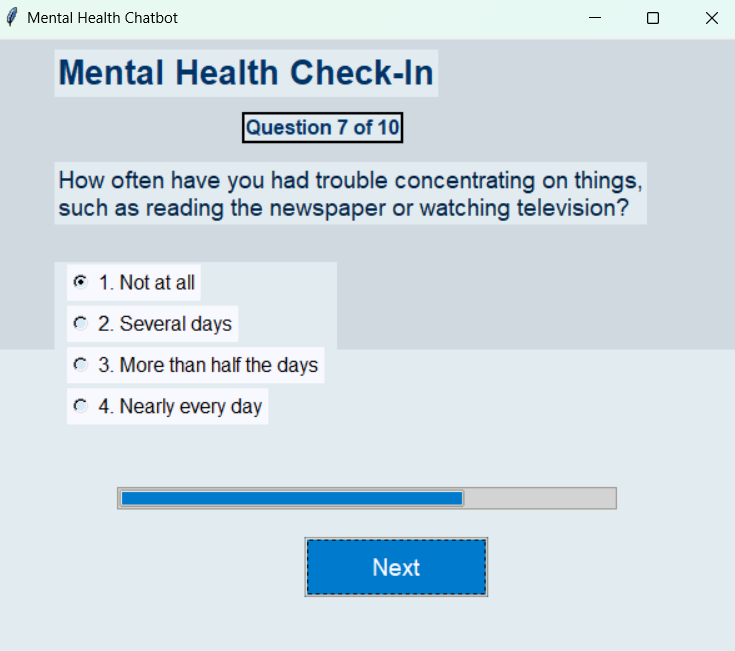 Mental Health Chatbot
Mental Health Check-In
Question 7 of 10
How often have you had trouble concentrating on things,
such as reading the newspaper or watching television?
1. Not at all
2. Several days
3. More than half the days
4. Nearly every day
Next